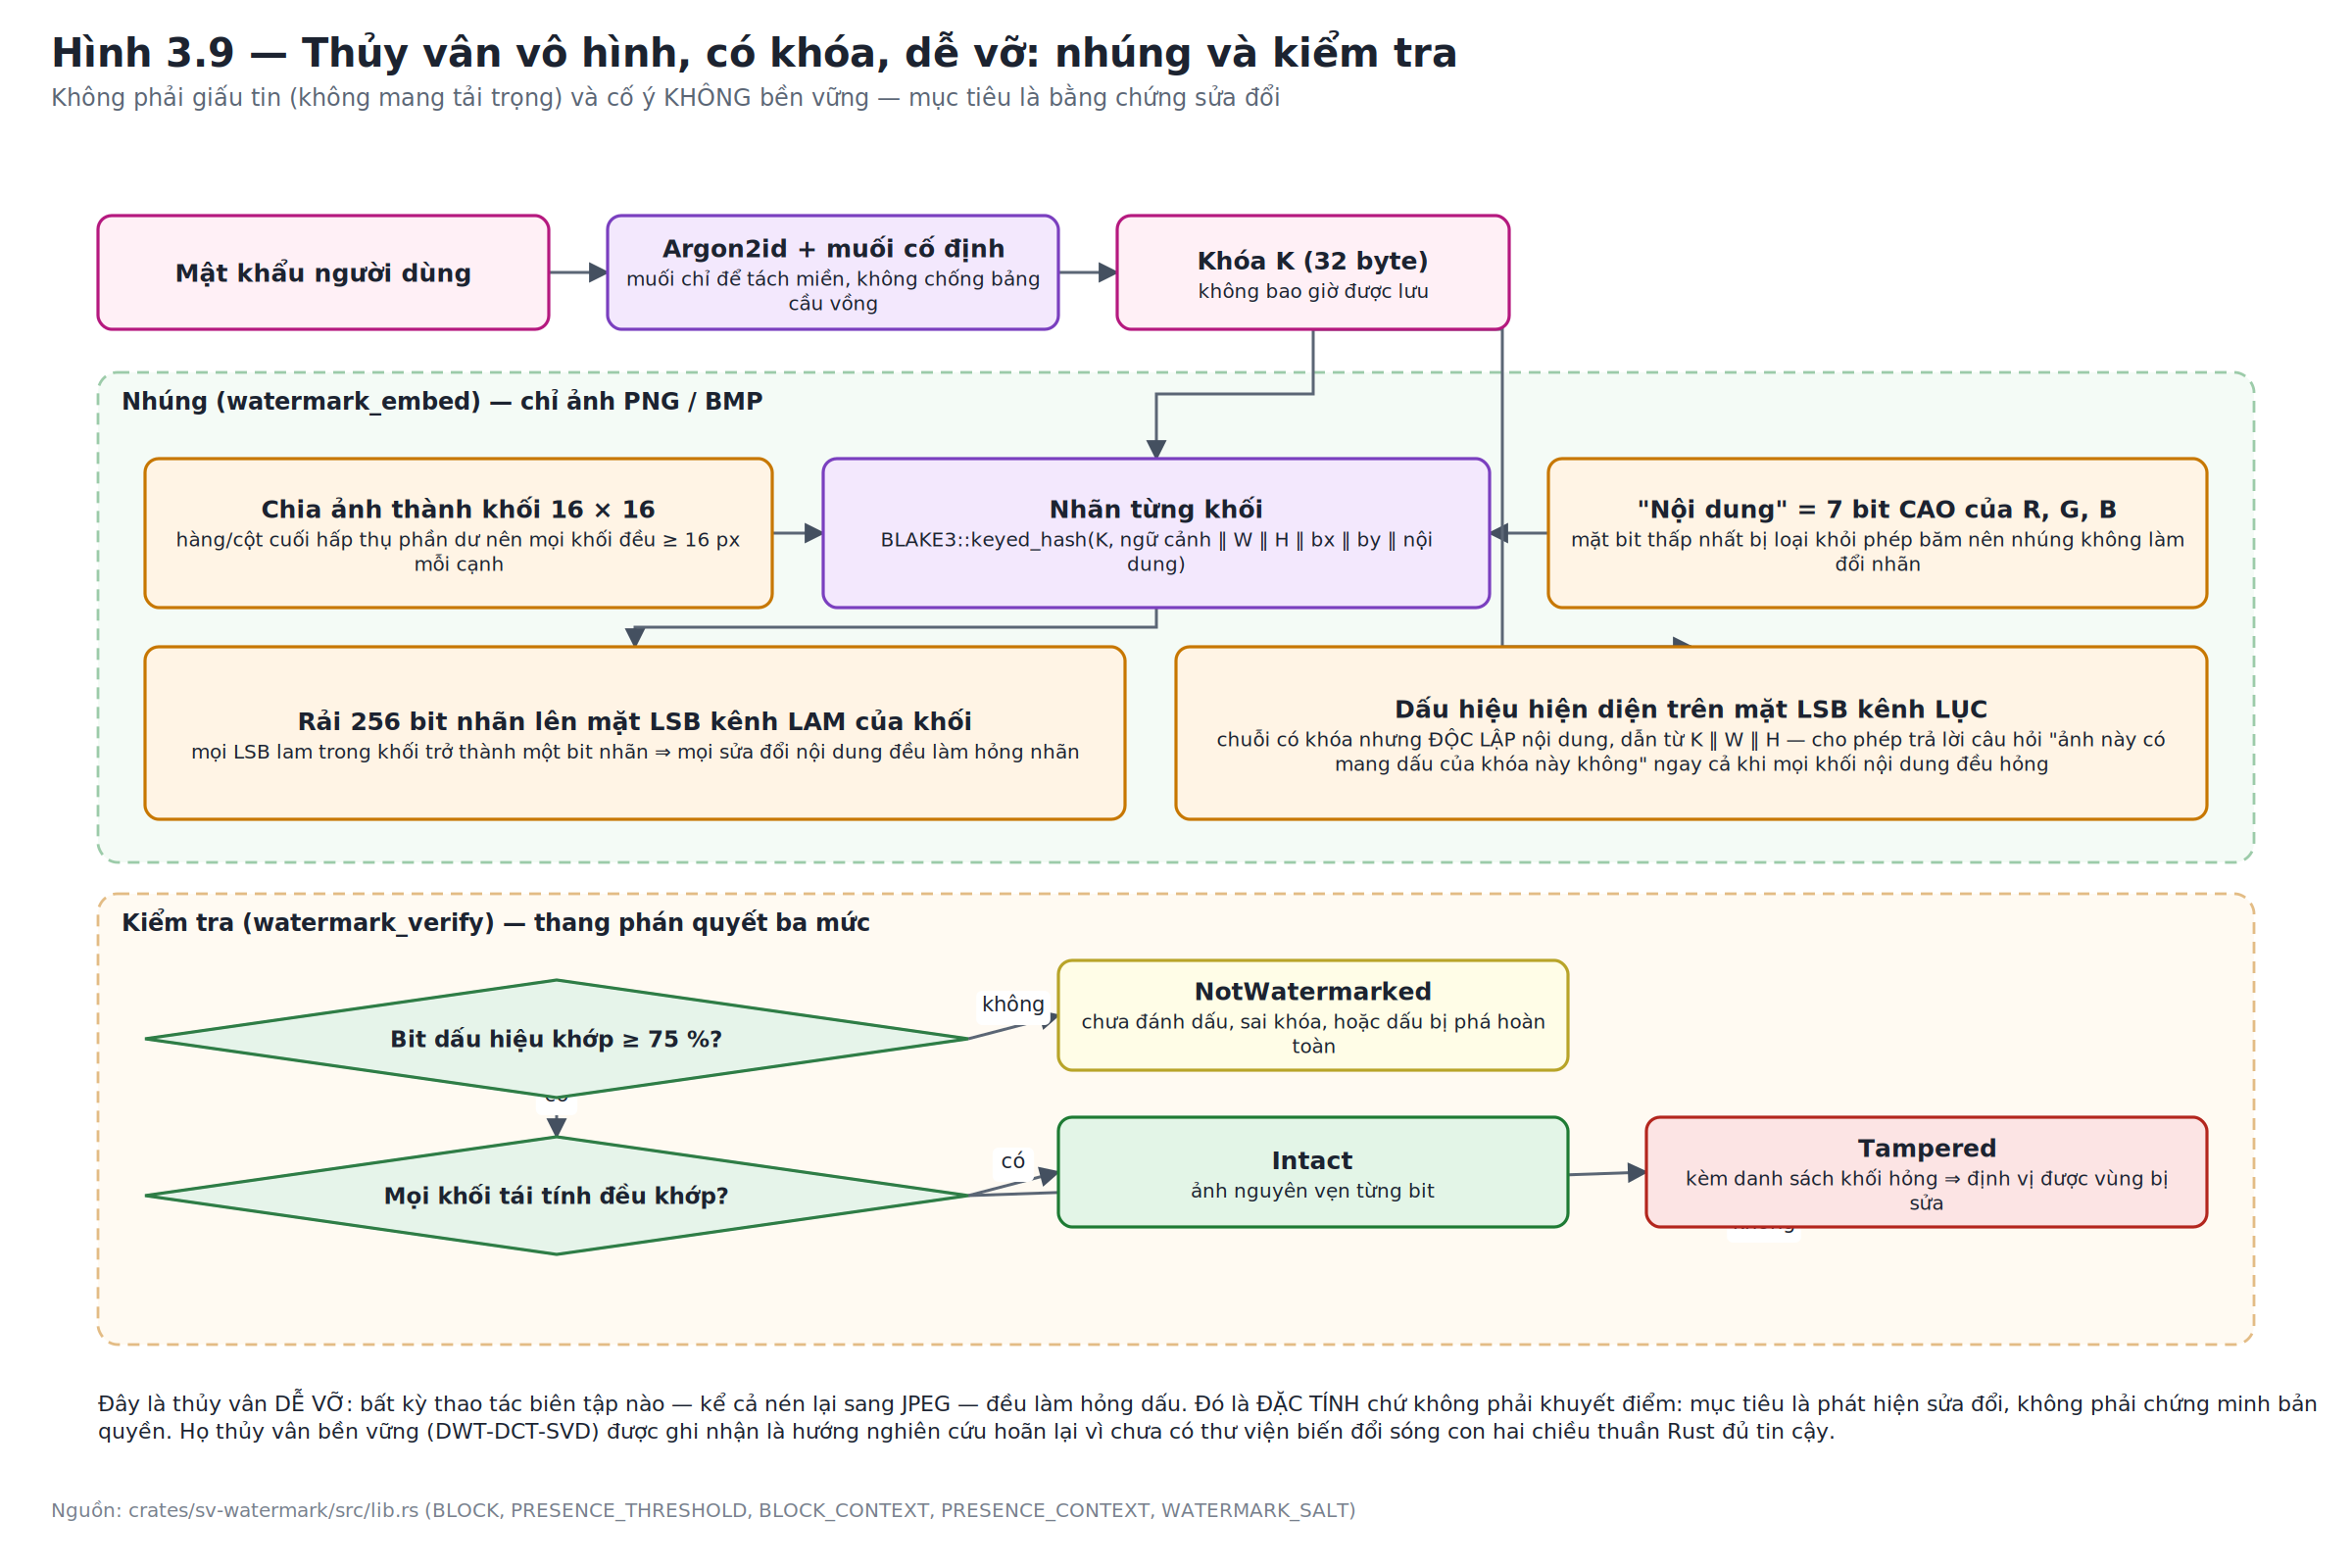 Hình 3.9 — Thủy vân vô hình, có khóa, dễ vỡ: nhúng và kiểm tra
Không phải giấu tin (không mang tải trọng) và cố ý KHÔNG bền vững — mục tiêu là bằng chứng sửa đổi
Mật khẩu người dùng
Argon2id + muối cố định
muối chỉ để tách miền, không chống bảng
cầu vồng
Khóa K (32 byte)
không bao giờ được lưu
Nhúng (watermark_embed) — chỉ ảnh PNG / BMP
Chia ảnh thành khối 16 × 16
hàng/cột cuối hấp thụ phần dư nên mọi khối đều ≥ 16 px
mỗi cạnh
Nhãn từng khối
BLAKE3::keyed_hash(K, ngữ cảnh ‖ W ‖ H ‖ bx ‖ by ‖ nội
dung)
"Nội dung" = 7 bit CAO của R, G, B
mặt bit thấp nhất bị loại khỏi phép băm nên nhúng không làm
đổi nhãn
Rải 256 bit nhãn lên mặt LSB kênh LAM của khối
mọi LSB lam trong khối trở thành một bit nhãn ⇒ mọi sửa đổi nội dung đều làm hỏng nhãn
Dấu hiệu hiện diện trên mặt LSB kênh LỤC
chuỗi có khóa nhưng ĐỘC LẬP nội dung, dẫn từ K ‖ W ‖ H — cho phép trả lời câu hỏi "ảnh này có
mang dấu của khóa này không" ngay cả khi mọi khối nội dung đều hỏng
Kiểm tra (watermark_verify) — thang phán quyết ba mức
Bit dấu hiệu khớp ≥ 75 %?
không
NotWatermarked
chưa đánh dấu, sai khóa, hoặc dấu bị phá hoàn
toàn
Mọi khối tái tính đều khớp?
có
Intact
ảnh nguyên vẹn từng bit
Tampered
kèm danh sách khối hỏng ⇒ định vị được vùng bị
sửa
Đây là thủy vân DỄ VỠ: bất kỳ thao tác biên tập nào — kể cả nén lại sang JPEG — đều làm hỏng dấu. Đó là ĐẶC TÍNH chứ không phải khuyết điểm: mục tiêu là phát hiện sửa đổi, không phải chứng minh bản
quyền. Họ thủy vân bền vững (DWT-DCT-SVD) được ghi nhận là hướng nghiên cứu hoãn lại vì chưa có thư viện biến đổi sóng con hai chiều thuần Rust đủ tin cậy.
Nguồn: crates/sv-watermark/src/lib.rs (BLOCK, PRESENCE_THRESHOLD, BLOCK_CONTEXT, PRESENCE_CONTEXT, WATERMARK_SALT)